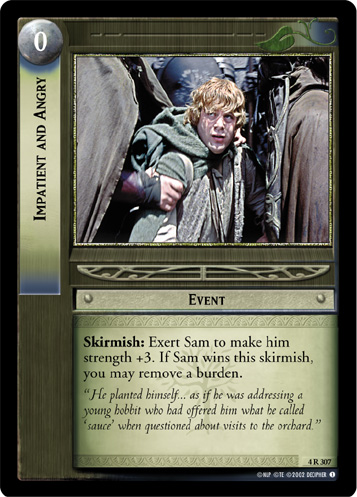 0
IMPATIENT AND ANGRY
EVENT
Skirmish: Exert Sam to make him
strength +3. If Sam wins this skirmish,
you may remove a burden.
“He planted himself... as if he was addressing a
young hobbit who had offered him what he called
‘sauce’ when questioned about visits to the orchard.”
4 R 307
©NLP ©TE ©2002 DECIPHER